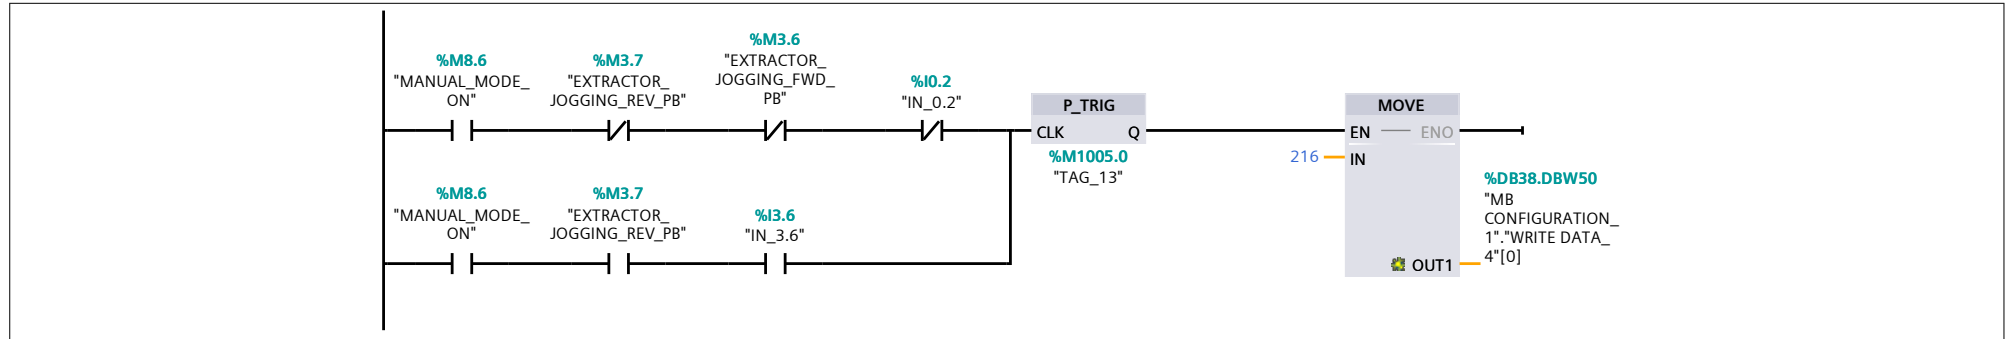 %M8.6
"MANUAL_MODE_
ON"
%M3.7
"EXTRACTOR_
JOGGING_REV_PB"
%M3.6
"EXTRACTOR_
JOGGING_FWD_
PB"
%I0.2
"IN_0.2"
P_TRIG
CLK Q
%M1005.0
"TAG_13"
MOVE
EN ENO
216 IN
%DB38.DBW50
"MB
CONFIGURATION_
1"."WRITE DATA_
4"[0]
OUT1
%M8.6
"MANUAL_MODE_
ON"
%M3.7
"EXTRACTOR_
JOGGING_REV_PB"
%I3.6
"IN_3.6"